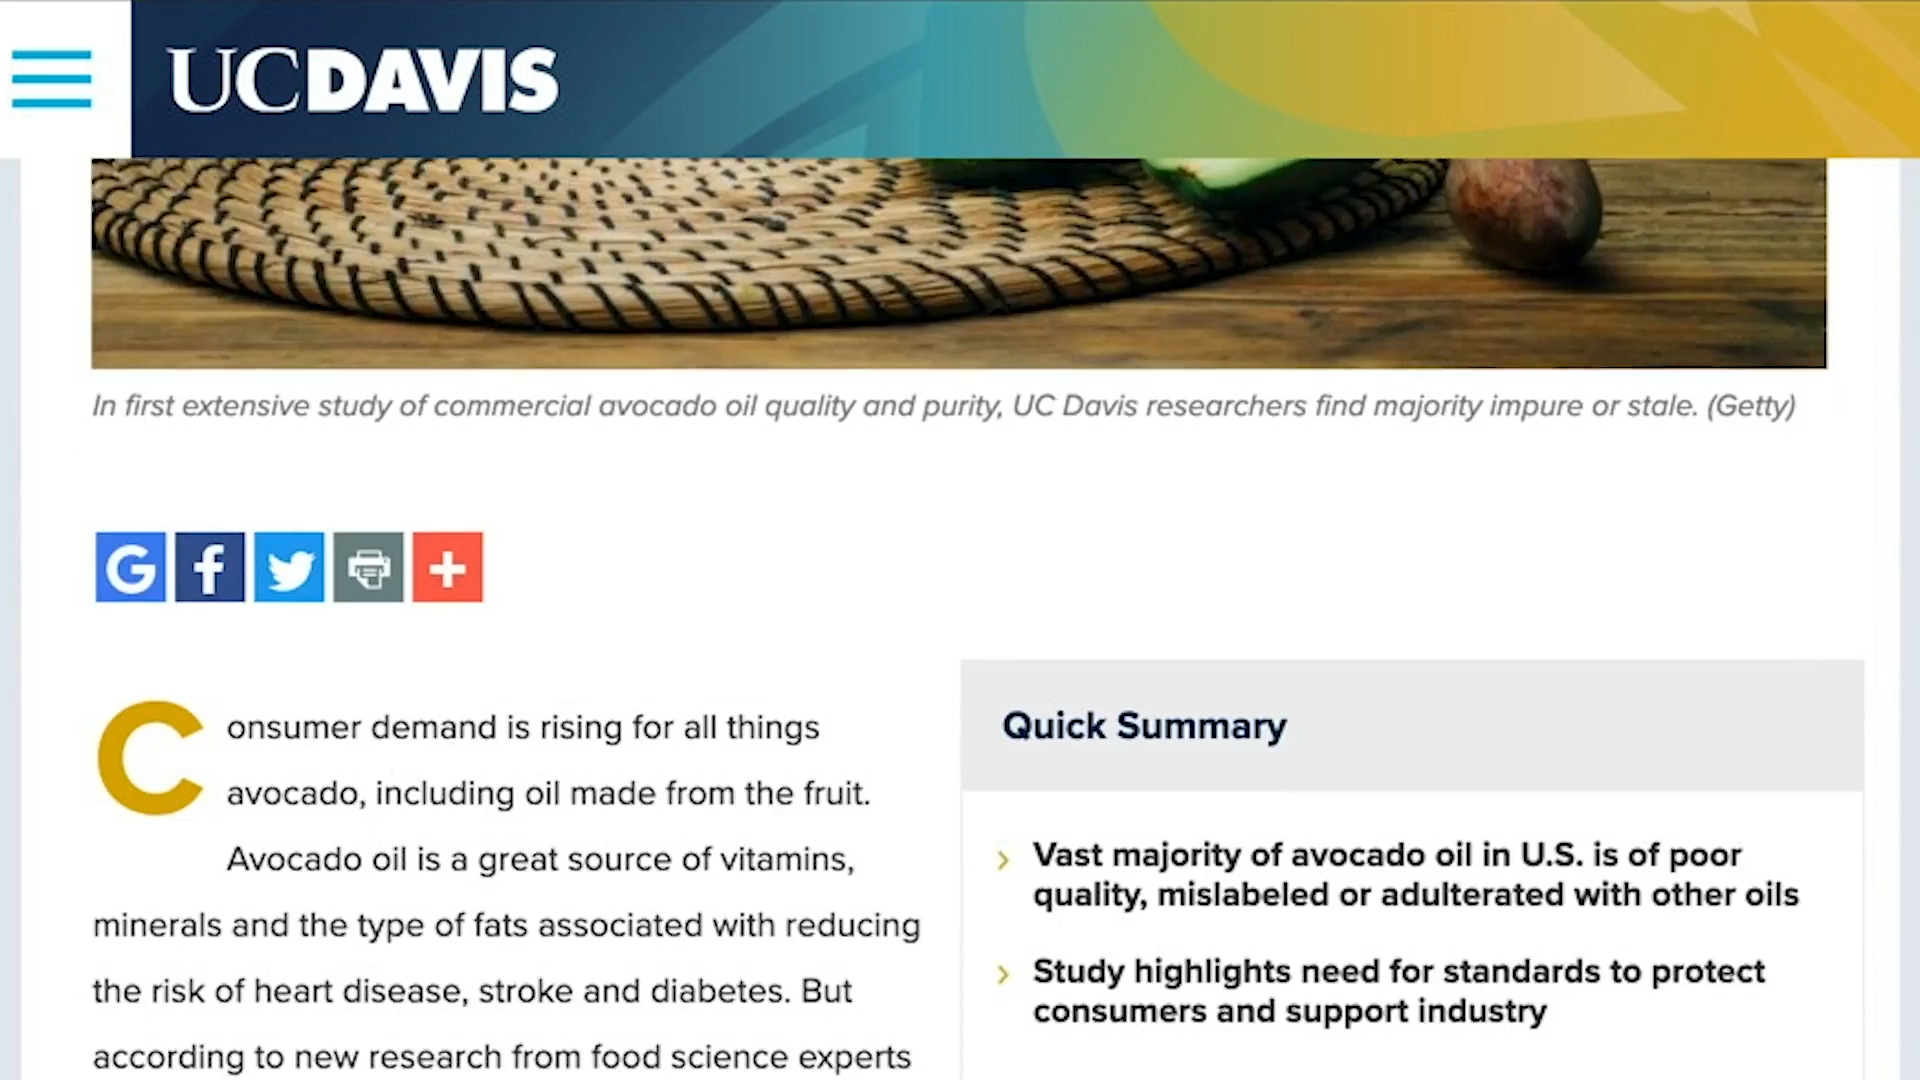 UCDAVIS
In first extensive study of commercial avocado oil quality and purity, UC Davis researchers find majority impure or stale. (Getty)
Consumer demand is rising for all things
avocado, including oil made from the fruit.
Avocado oil is a great source of vitamins,
minerals and the type of fats associated with reducing
the risk of heart disease, stroke and diabetes. But
according to new research from food science experts
Quick Summary
Vast majority of avocado oil in U.S. is of poor
quality, mislabeled or adulterated with other oils
Study highlights need for standards to protect
consumers and support industry